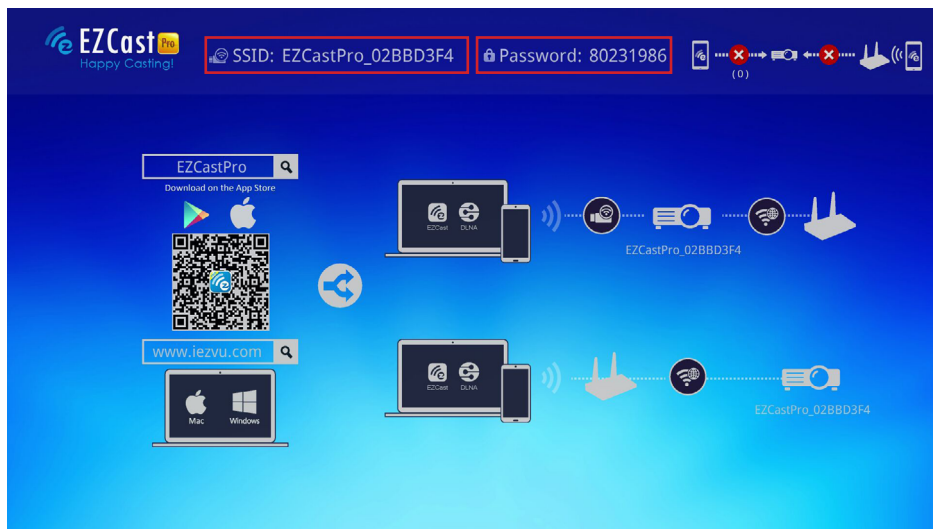 EZCast Pro
Happy Casting!
SSID: EZCastPro_02BBD3F4
Password: 80231986
(0)
EZCastPro
Download on the App Store
www.iezvu.com
Mac Windows
EZCast DLNA
EZCastPro_02BBD3F4
EZCast DLNA
EZCastPro_02BBD3F4